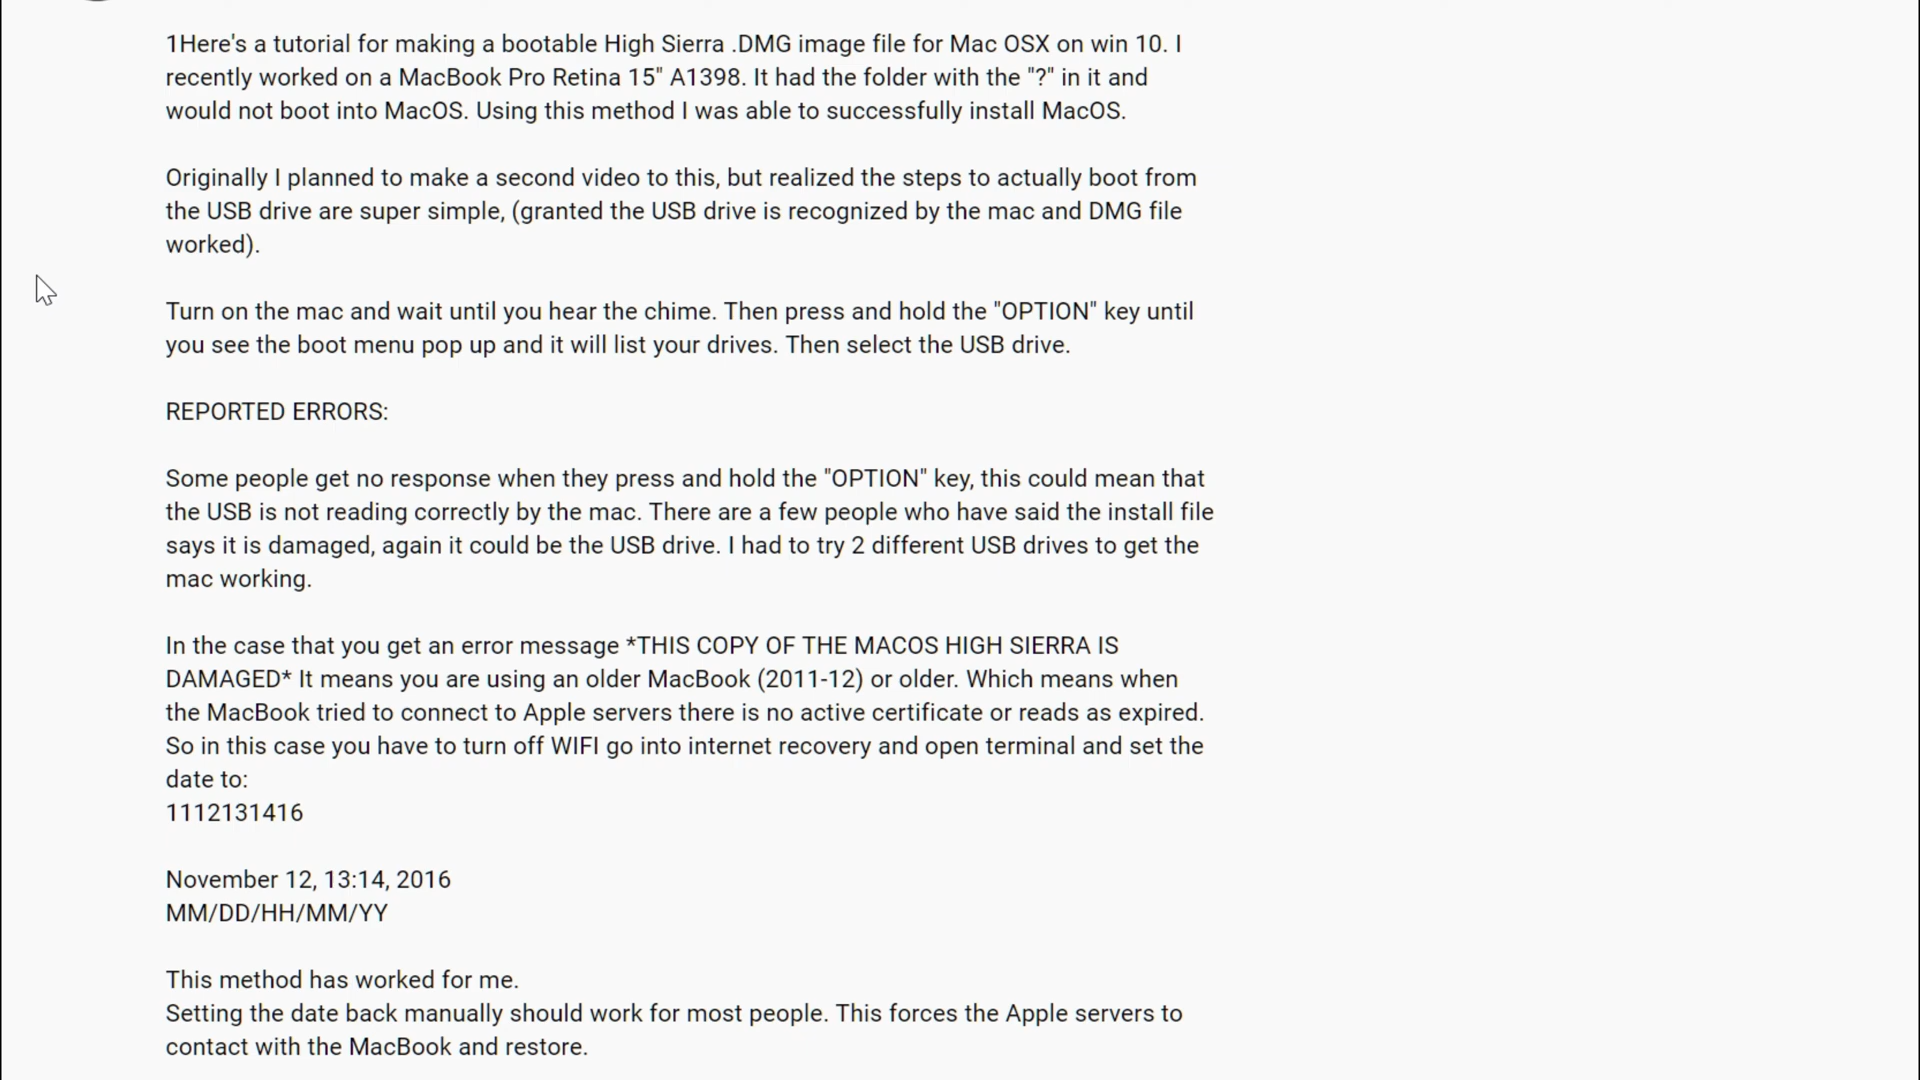 1Here's a tutorial for making a bootable High Sierra .DMG image file for Mac OSX on win 10. I
recently worked on a MacBook Pro Retina 15" A1398. It had the folder with the "?" in it and
would not boot into MacOS. Using this method I was able to successfully install MacOS.
Originally I planned to make a second video to this, but realized the steps to actually boot from
the USB drive are super simple, (granted the USB drive is recognized by the mac and DMG file
worked).
Turn on the mac and wait until you hear the chime. Then press and hold the "OPTION" key until
you see the boot menu pop up and it will list your drives. Then select the USB drive.
REPORTED ERRORS:
Some people get no response when they press and hold the "OPTION" key, this could mean that
the USB is not reading correctly by the mac. There are a few people who have said the install file
says it is damaged, again it could be the USB drive. I had to try 2 different USB drives to get the
mac working.
In the case that you get an error message *THIS COPY OF THE MACOS HIGH SIERRA IS
DAMAGED* It means you are using an older MacBook (2011-12) or older. Which means when
the MacBook tried to connect to Apple servers there is no active certificate or reads as expired.
So in this case you have to turn off WIFI go into internet recovery and open terminal and set the
date to:
1112131416
November 12, 13:14, 2016
MM/DD/HH/MM/YY
This method has worked for me.
Setting the date back manually should work for most people. This forces the Apple servers to
contact with the MacBook and restore.